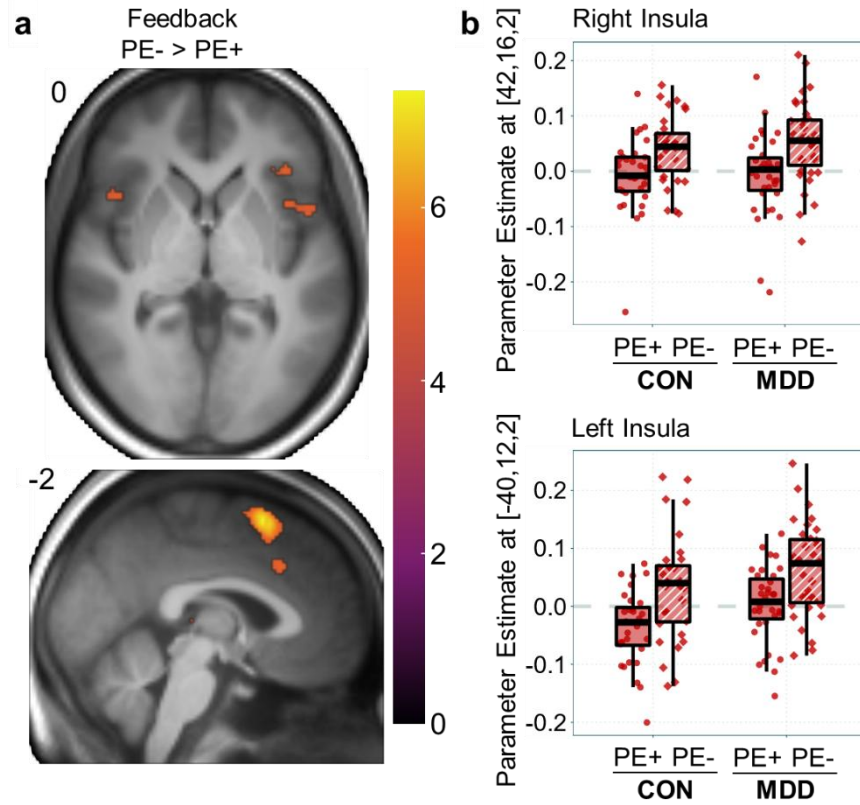 a
Feedback
PE- > PE+
0
-2
6
4
2
0
b
Right Insula
Parameter Estimate at [42,16,2]
0.2
0.1
0.0
-0.1
-0.2
PE+ PE- PE+ PE-
CON MDD
Left Insula
Parameter Estimate at [-40,12,2]
0.2
0.1
0.0
-0.1
-0.2
PE+ PE- PE+ PE-
CON MDD